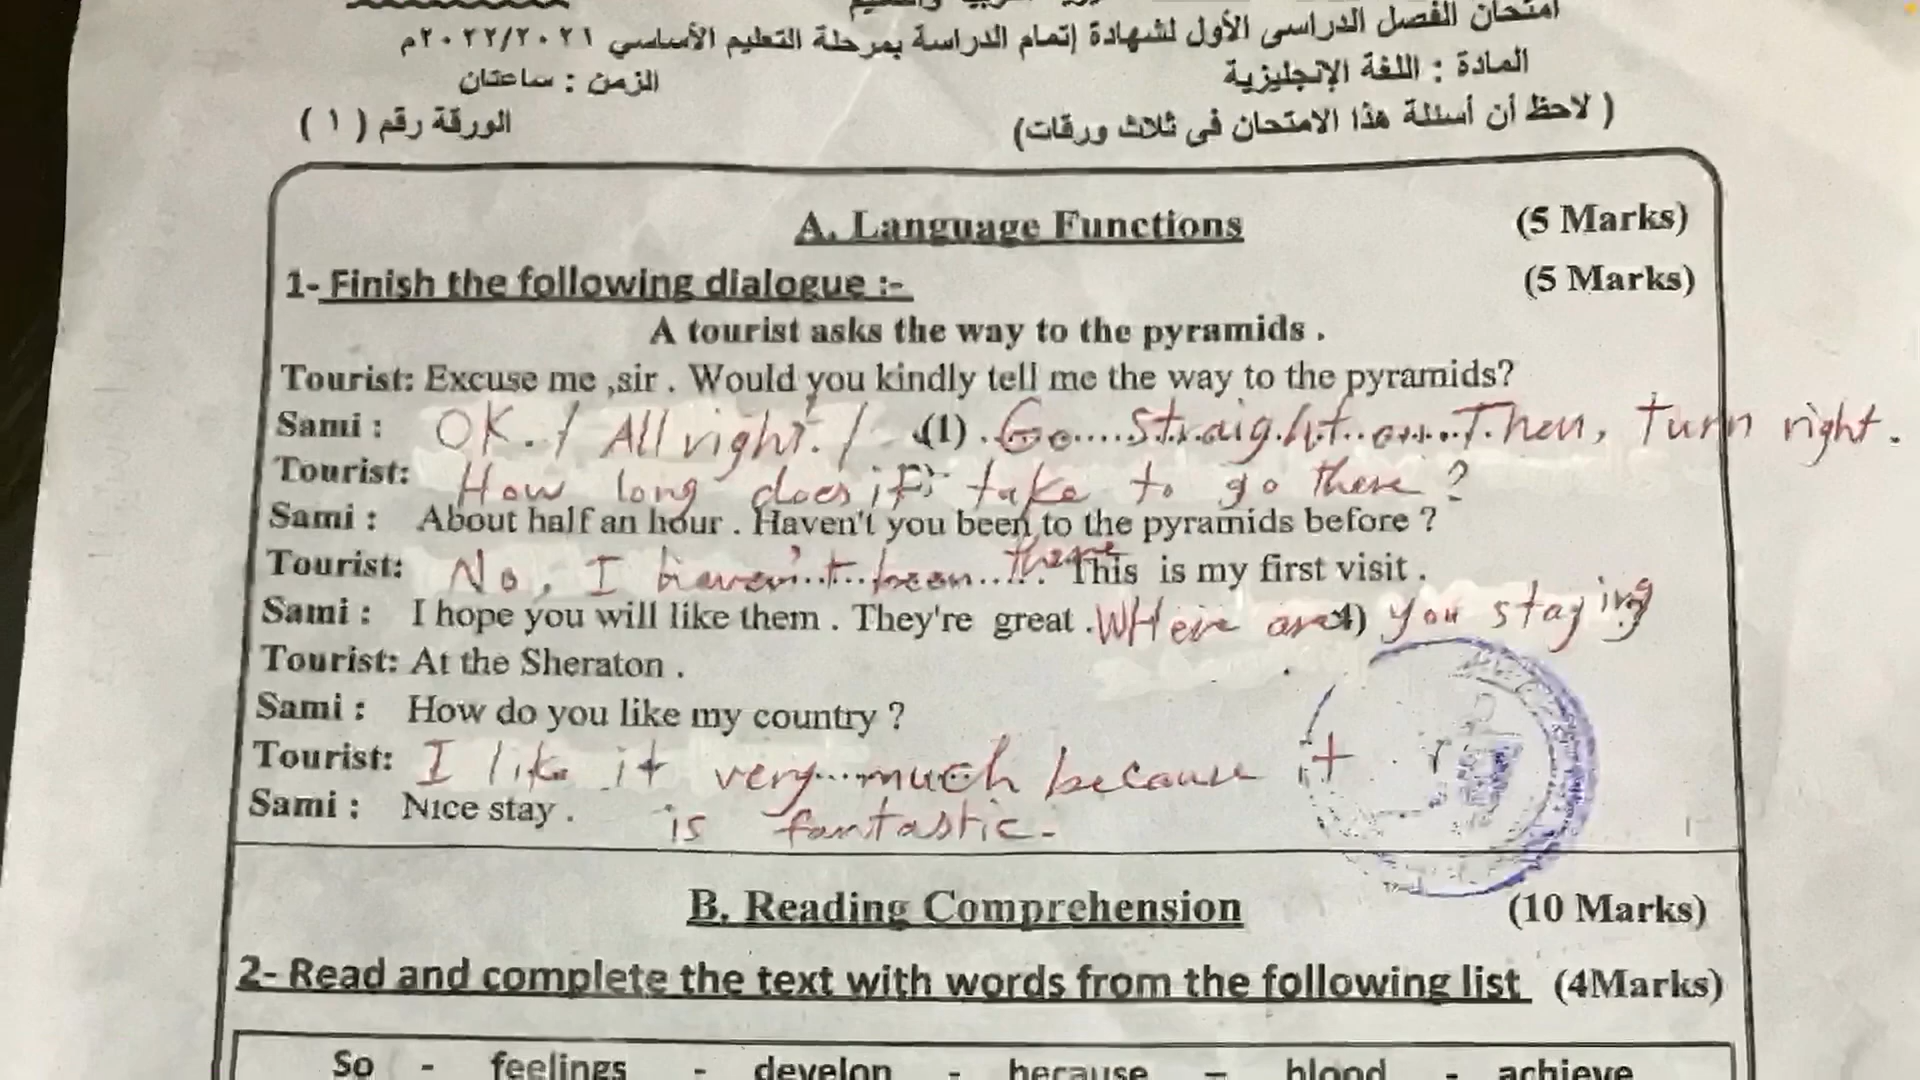 امتحان الفصل الدراسى الأول لشهادة إتمام الدراسة بمرحلة التعليم الأساسي ٢٠٢٢/٢٠٢١م
المادة : اللغة الإنجليزية
الزمن : ساعتان
( لاحظ أن أسئلة هذا الامتحان فى ثلاث ورقات)
الورقة رقم ( ١ )
A. Language Functions (5 Marks)
1- Finish the following dialogue :- (5 Marks)
A tourist asks the way to the pyramids .
Tourist: Excuse me ,sir . Would you kindly tell me the way to the pyramids?
Sami : OK. / All right. / (1) Go straight on. Then, turn right.
Tourist: How long does it take to go there ?
Sami : About half an hour . Haven't you been to the pyramids before ?
Tourist: No, I haven't been there. This is my first visit .
Sami : I hope you will like them . They're great . Where are 4) you staying
Tourist: At the Sheraton .
Sami : How do you like my country ?
Tourist: I like it very much because it
Sami : Nice stay . is fantastic.
B. Reading Comprehension (10 Marks)
2- Read and complete the text with words from the following list (4Marks)
So - feelings - develop - because – blood - achieve